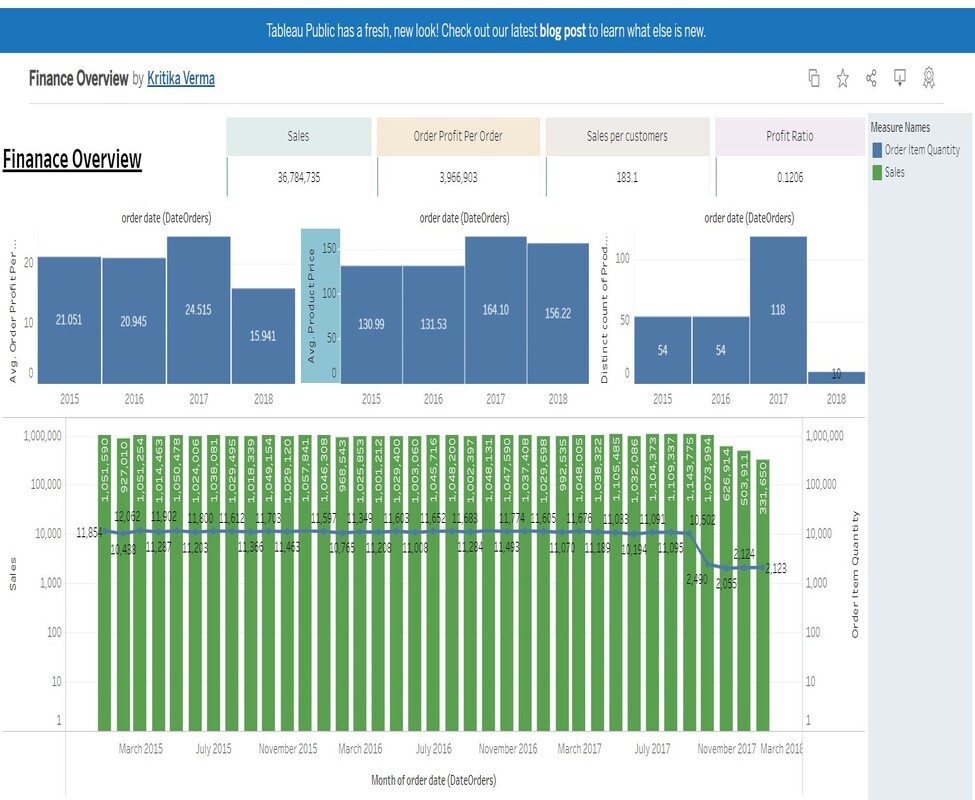 Tableau Public has a fresh, new look! Check out our latest blog post to learn what else is new.
Finance Overview by Kritika Verma
Finanace Overview
Sales Order Profit Per Order Sales per customers Profit Ratio
36,784,735 3,966,903 183.1 0.1206
Measure Names
Order Item Quantity
Sales
order date (DateOrders)
Avg. Order Profit Per ...
20
10
0
21.051 20.945 24.515 15.941
2015 2016 2017 2018
order date (DateOrders)
Avg. Product Price
150
100
50
0
130.99 131.53 164.10 156.22
2015 2016 2017 2018
order date (DateOrders)
Distinct count of Prod...
100
50
0
54 54 118 10
2015 2016 2017 2018
Sales
1,000,000
100,000
10,000
1,000
100
10
1
1,051,590 927,010 1,051,254 1,014,463 1,050,478 1,024,006 1,038,081 1,029,495 1,018,339 1,049,154 1,029,120 1,057,841 1,046,308 968,543 1,025,853 1,001,212 1,029,400 1,003,060 1,045,716 1,048,200 1,002,397 1,048,131 1,047,590 1,037,408 1,029,698 992,535 1,048,005 1,038,322 1,105,485 1,032,086 1,104,373 1,109,337 1,143,775 1,073,994 626,914 503,911 331,650
11,854 12,062 11,902 11,800 11,612 11,703 11,597 11,349 11,603 11,652 11,683 11,774 11,605 11,676 11,033 11,091 10,502
10,433 11,287 11,203 11,366 11,463 10,765 11,208 11,008 11,284 11,493 11,070 11,189 10,194 11,095
2,490 2,055 2,124 2,123
1,000,000
100,000
10,000
1,000
100
10
1
Order Item Quantity
March 2015 July 2015 November 2015 March 2016 July 2016 November 2016 March 2017 July 2017 November 2017 March 2018
Month of order date (DateOrders)